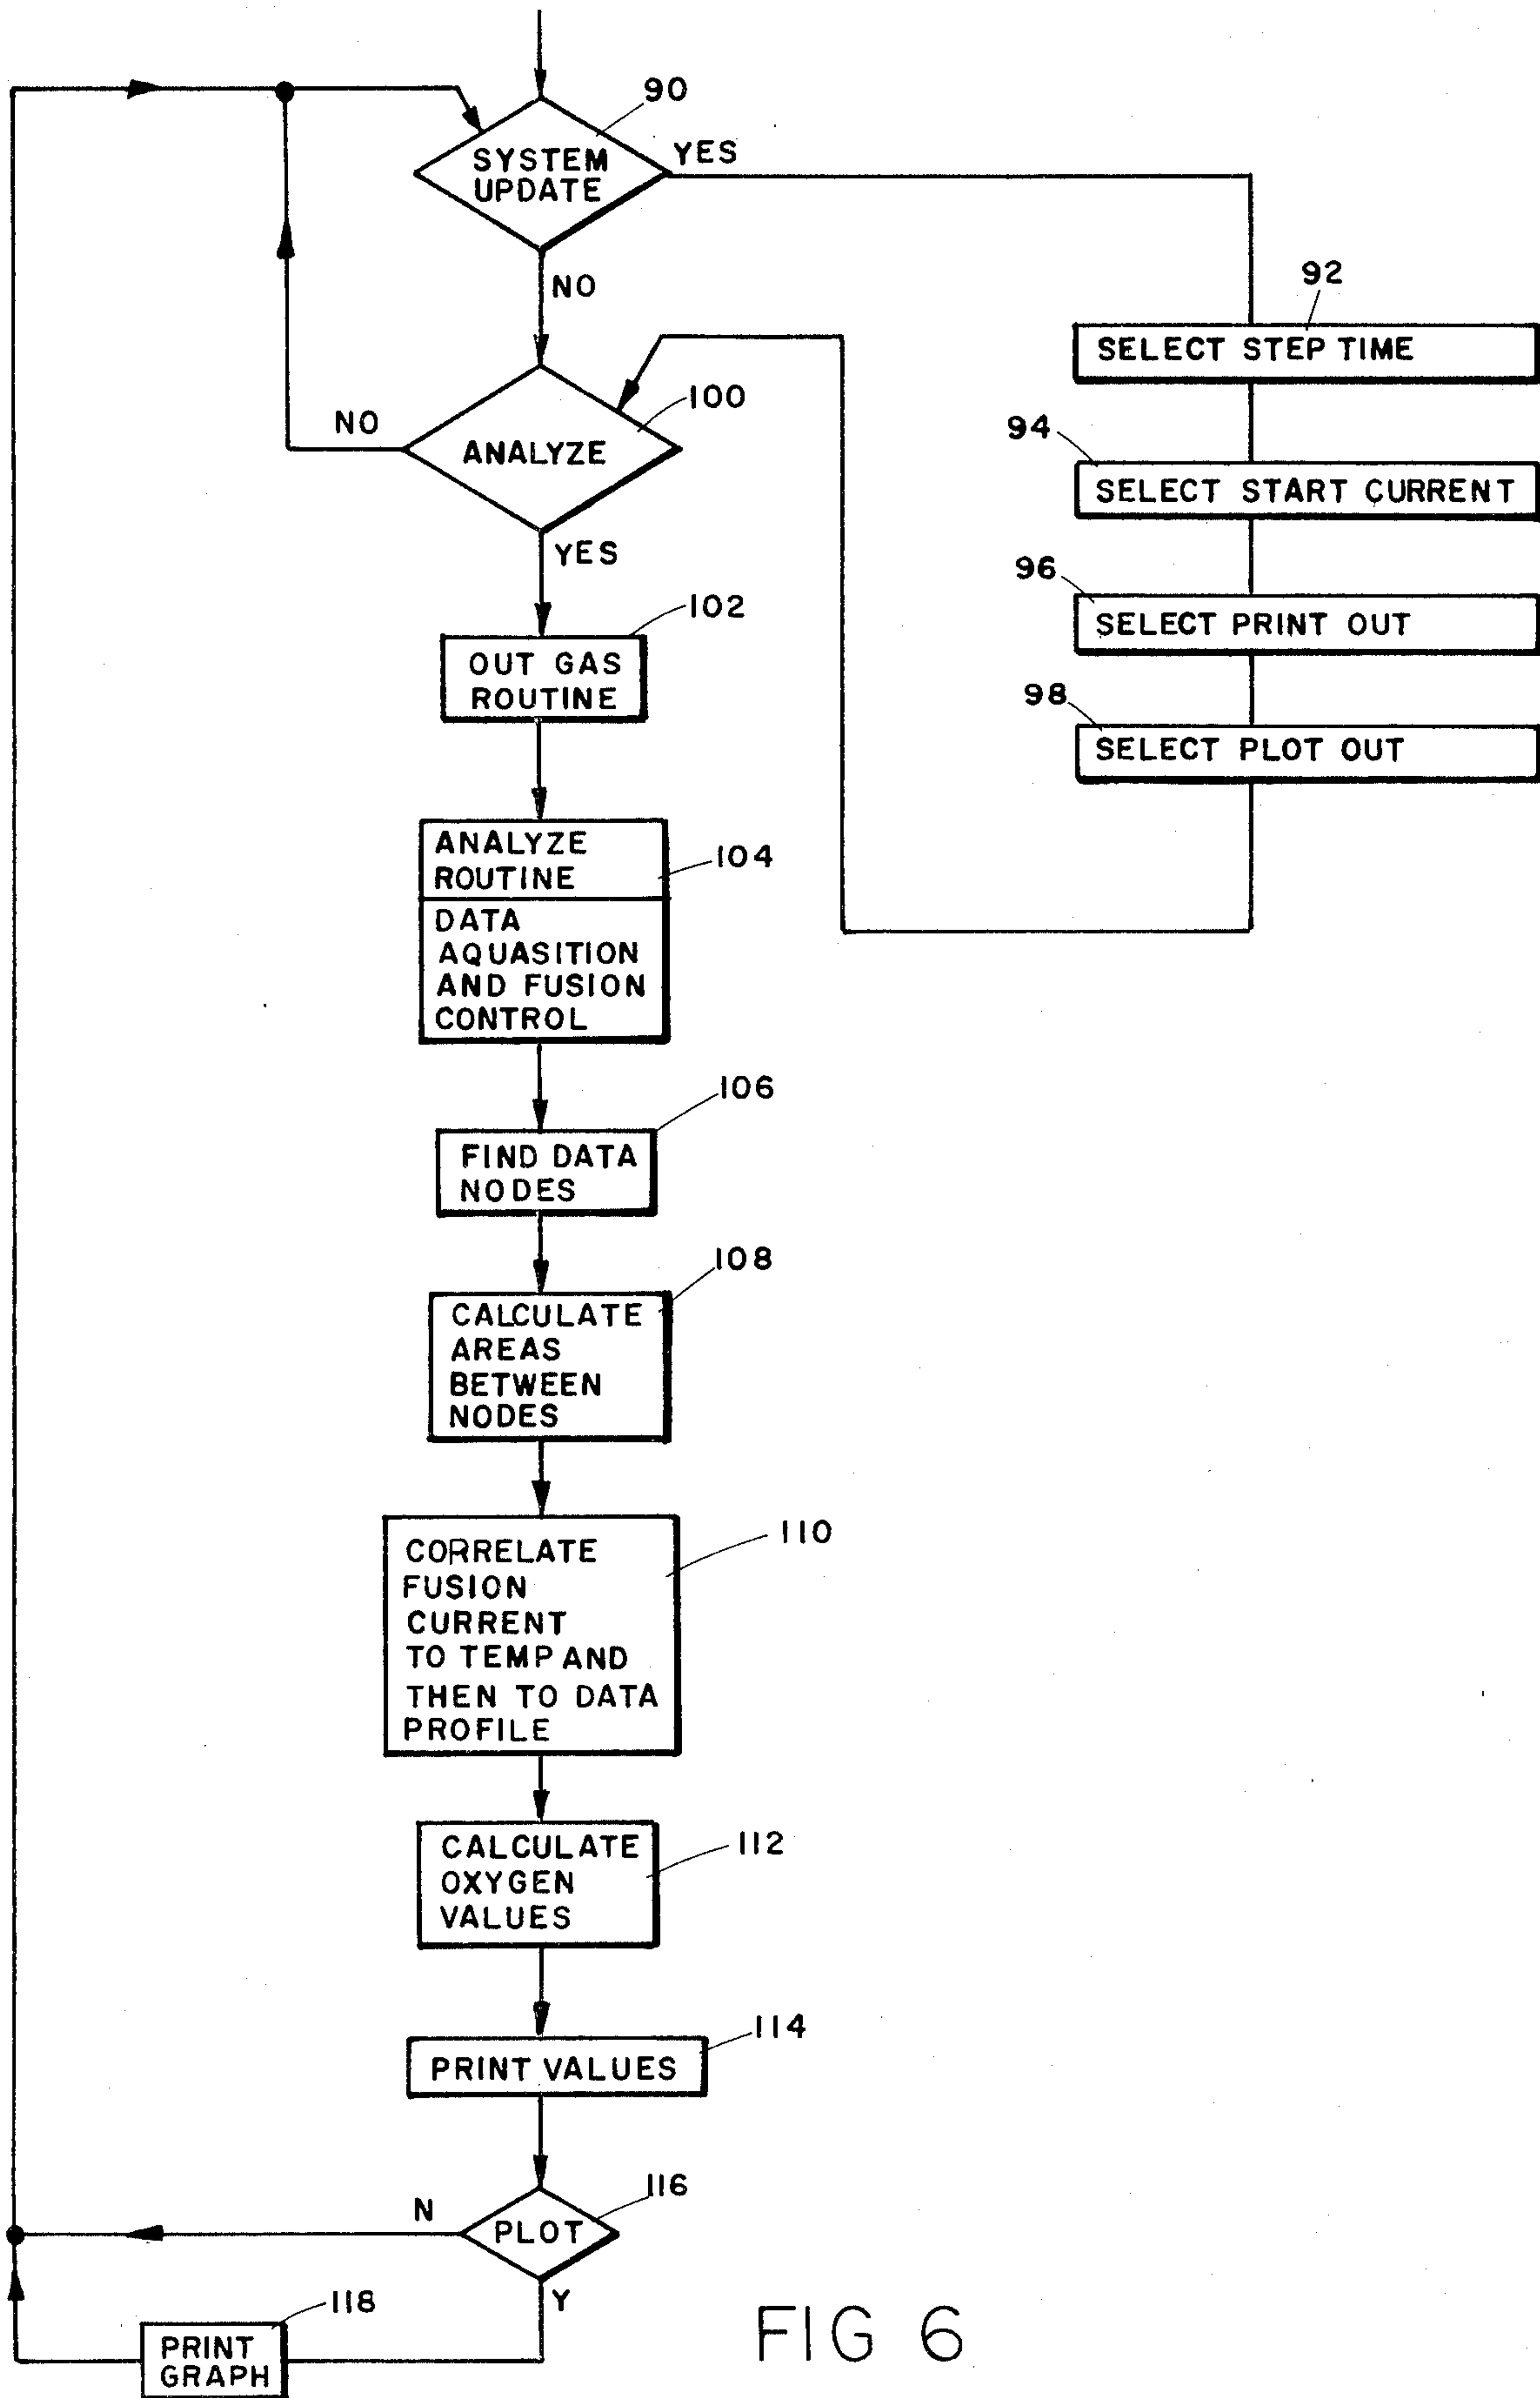 90
SYSTEM
UPDATE
YES
NO
92
SELECT STEP TIME
94
SELECT START CURRENT
96
SELECT PRINT OUT
98
SELECT PLOT OUT
100
ANALYZE
NO
YES
102
OUT GAS
ROUTINE
104
ANALYZE
ROUTINE
DATA
AQUASITION
AND FUSION
CONTROL
106
FIND DATA
NODES
108
CALCULATE
AREAS
BETWEEN
NODES
110
CORRELATE
FUSION
CURRENT
TO TEMP AND
THEN TO DATA
PROFILE
112
CALCULATE
OXYGEN
VALUES
114
PRINT VALUES
116
PLOT
N
Y
118
PRINT
GRAPH
FIG 6